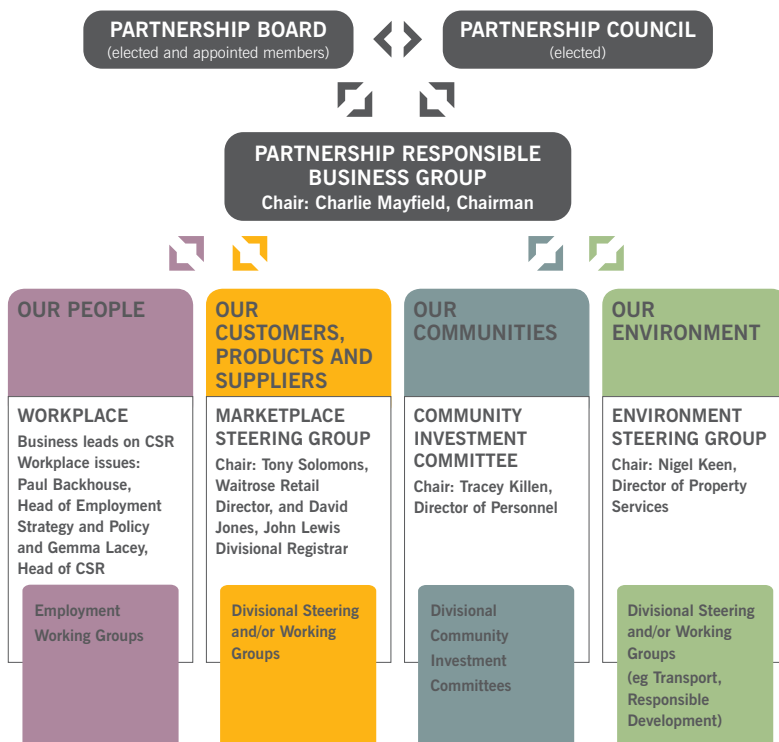 PARTNERSHIP BOARD
(elected and appointed members)
PARTNERSHIP COUNCIL
(elected)
PARTNERSHIP RESPONSIBLE
BUSINESS GROUP
Chair: Charlie Mayfield, Chairman
OUR PEOPLE
WORKPLACE
Business leads on CSR
Workplace issues:
Paul Backhouse,
Head of Employment
Strategy and Policy
and Gemma Lacey,
Head of CSR
Employment
Working Groups
OUR
CUSTOMERS,
PRODUCTS AND
SUPPLIERS
MARKETPLACE
STEERING GROUP
Chair: Tony Solomons,
Waitrose Retail
Director, and David
Jones, John Lewis
Divisional Registrar
Divisional Steering
and/or Working
Groups
OUR
COMMUNITIES
COMMUNITY
INVESTMENT
COMMITTEE
Chair: Tracey Killen,
Director of Personnel
Divisional
Community
Investment
Committees
OUR
ENVIRONMENT
ENVIRONMENT
STEERING GROUP
Chair: Nigel Keen,
Director of Property
Services
Divisional Steering
and/or Working
Groups
(eg Transport,
Responsible
Development)